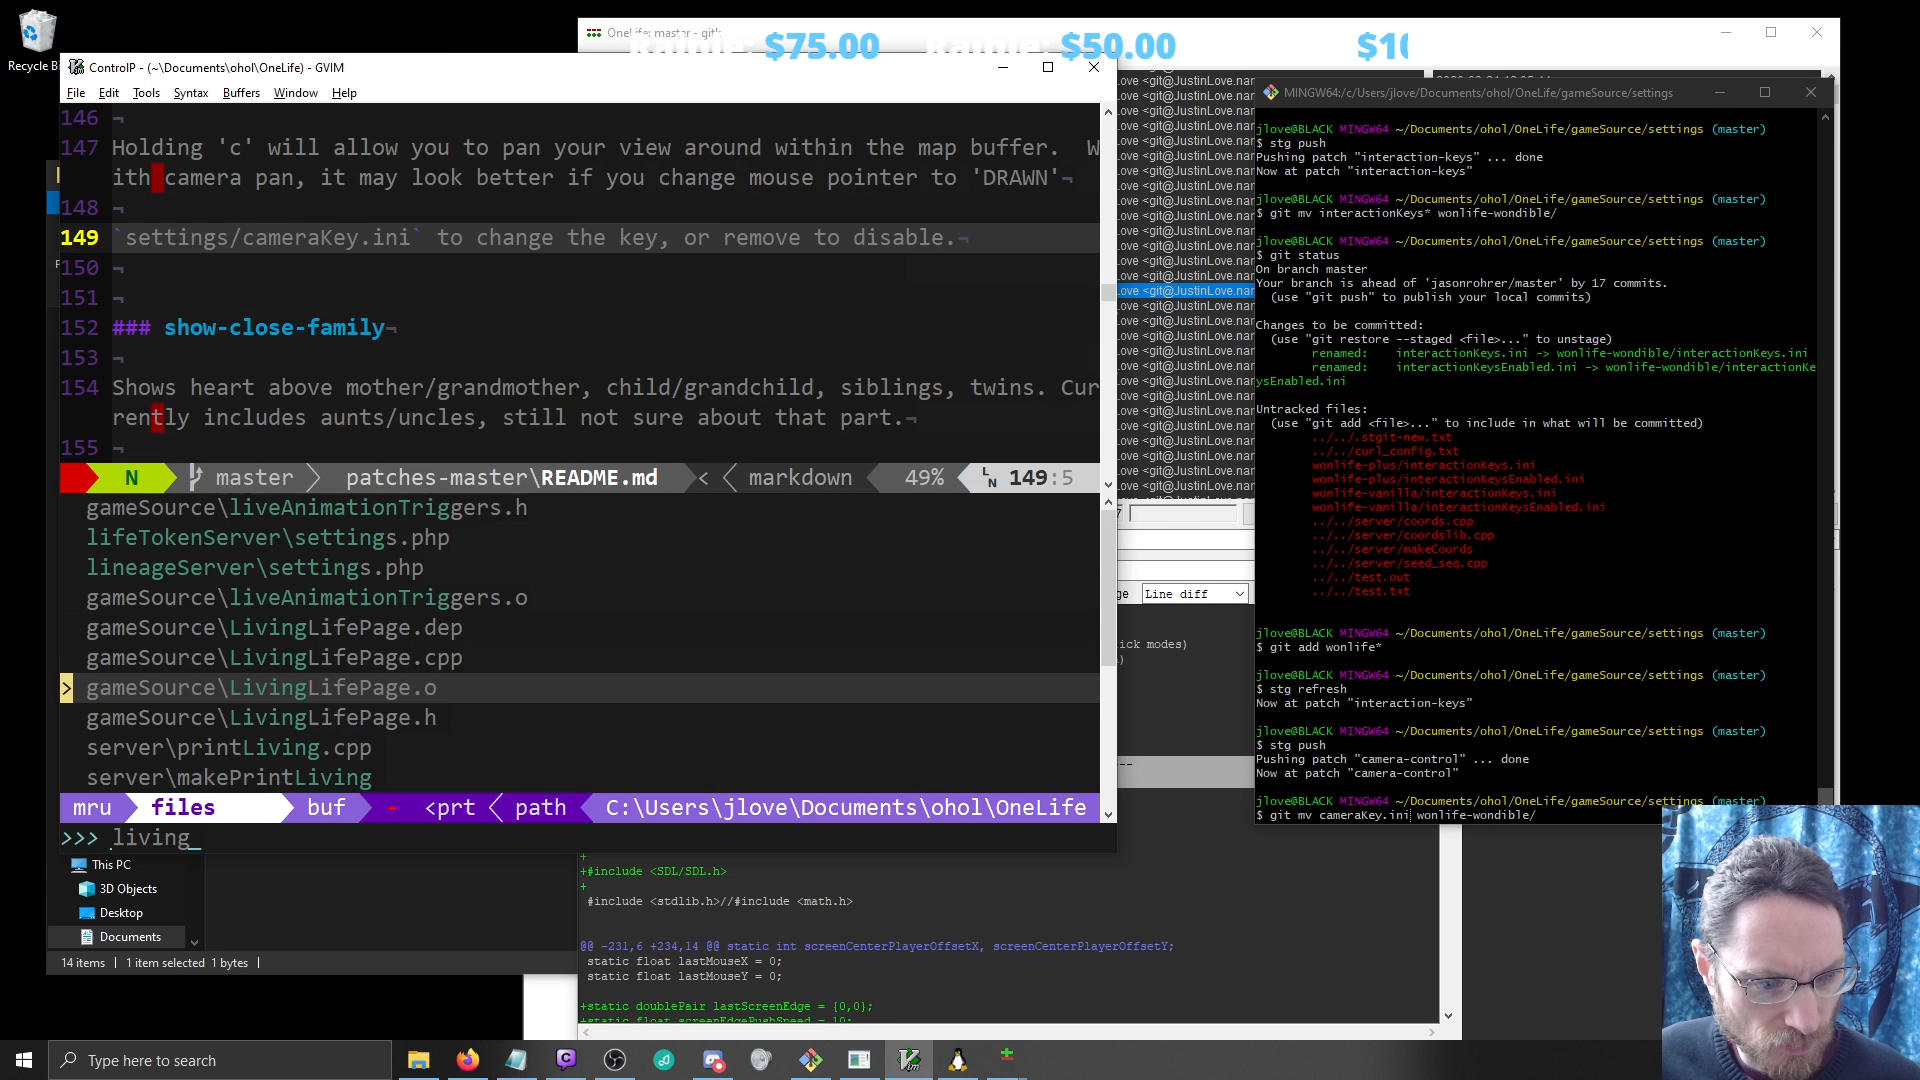 Recycle Bi
OneLife: master - gitk
$75.00
$50.00
ControlP - (~\Documents\ohol\OneLife) - GVIM
File Edit Tools Syntax Buffers Window Help
146 ¬
147 Holding 'c' will allow you to pan your view around within the map buffer.  W
ith camera pan, it may look better if you change mouse pointer to 'DRAWN'¬
148 ¬
149 `settings/cameraKey.ini` to change the key, or remove to disable.¬
150 ¬
151 ¬
152 ### show-close-family¬
153 ¬
154 Shows heart above mother/grandmother, child/grandchild, siblings, twins. Cur
rently includes aunts/uncles, still not sure about that part.¬
155 ¬
N master patches-master\README.md < markdown 49% LN 149:5
gameSource\liveAnimationTriggers.h
lifeTokenServer\settings.php
lineageServer\settings.php
gameSource\liveAnimationTriggers.o
gameSource\LivingLifePage.dep
gameSource\LivingLifePage.cpp
> gameSource\LivingLifePage.o
gameSource\LivingLifePage.h
server\printLiving.cpp
server\makePrintLiving
mru files buf - <prt path C:\Users\jlove\Documents\ohol\OneLife
>>> living_
This PC
3D Objects
Desktop
Documents
14 items 1 item selected 1 bytes
Love <git@JustinLove.nar
Line diff
ick modes)
+
+#include <SDL/SDL.h>
+
#include <stdlib.h>//#include <math.h>
@@ -231,6 +234,14 @@ static int screenCenterPlayerOffsetX, screenCenterPlayerOffsetY;
static float lastMouseX = 0;
static float lastMouseY = 0;
+static doublePair lastScreenEdge = {0,0};
+static float screenEdgePushSpeed = 10;
MINGW64:/c/Users/jlove/Documents/ohol/OneLife/gameSource/settings
jlove@BLACK MINGW64 ~/Documents/ohol/OneLife/gameSource/settings (master)
$ stg push
Pushing patch "interaction-keys" ... done
Now at patch "interaction-keys"
jlove@BLACK MINGW64 ~/Documents/ohol/OneLife/gameSource/settings (master)
$ git mv interactionKeys* wonlife-wondible/
jlove@BLACK MINGW64 ~/Documents/ohol/OneLife/gameSource/settings (master)
$ git status
On branch master
Your branch is ahead of 'jasonrohrer/master' by 17 commits.
(use "git push" to publish your local commits)
Changes to be committed:
(use "git restore --staged <file>..." to unstage)
renamed:    interactionKeys.ini -> wonlife-wondible/interactionKeys.ini
renamed:    interactionKeysEnabled.ini -> wonlife-wondible/interactionKe
ysEnabled.ini
Untracked files:
(use "git add <file>..." to include in what will be committed)
../../.stgit-new.txt
../../curl_config.txt
wonlife-plus/interactionKeys.ini
wonlife-plus/interactionKeysEnabled.ini
wonlife-vanilla/interactionKeys.ini
wonlife-vanilla/interactionKeysEnabled.ini
../../server/coords.cpp
../../server/coordslib.cpp
../../server/makeCoords
../../server/seed_seq.cpp
../../test.out
../../test.txt
jlove@BLACK MINGW64 ~/Documents/ohol/OneLife/gameSource/settings (master)
$ git add wonlife*
jlove@BLACK MINGW64 ~/Documents/ohol/OneLife/gameSource/settings (master)
$ stg refresh
Now at patch "interaction-keys"
jlove@BLACK MINGW64 ~/Documents/ohol/OneLife/gameSource/settings (master)
$ stg push
Pushing patch "camera-control" ... done
Now at patch "camera-control"
jlove@BLACK MINGW64 ~/Documents/ohol/OneLife/gameSource/settings (master)
$ git mv cameraKey.ini wonlife-wondible/
Type here to search